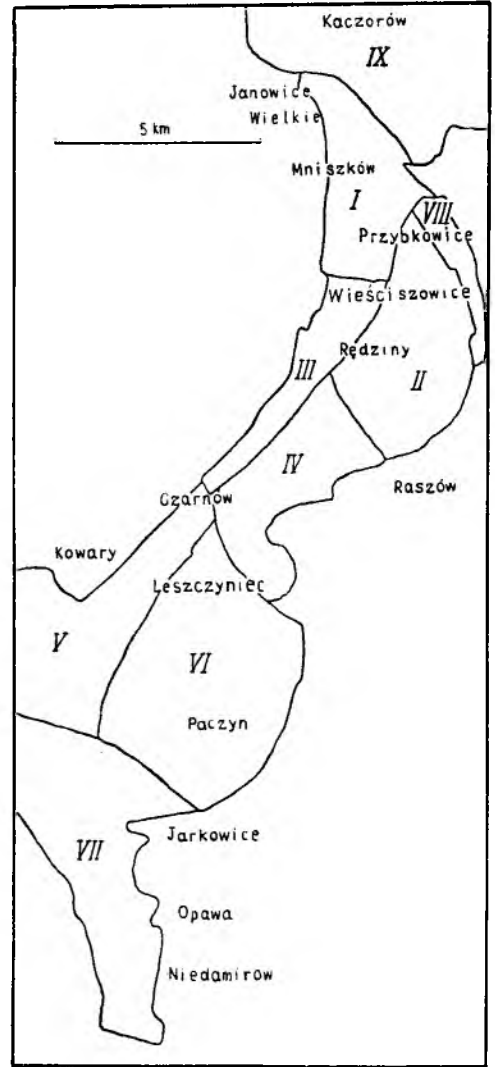 Kaczorów
IX
Janowice
Wielkie
5 km
Mniszków
I
VIII
Przybkowice
Wieściszowice
Rędziny
III
II
IV
Raszów
Czarnów
Kowary
Leszczyniec
V
VI
Paczyn
Jarkowice
VII
Opawa
Niedamirów